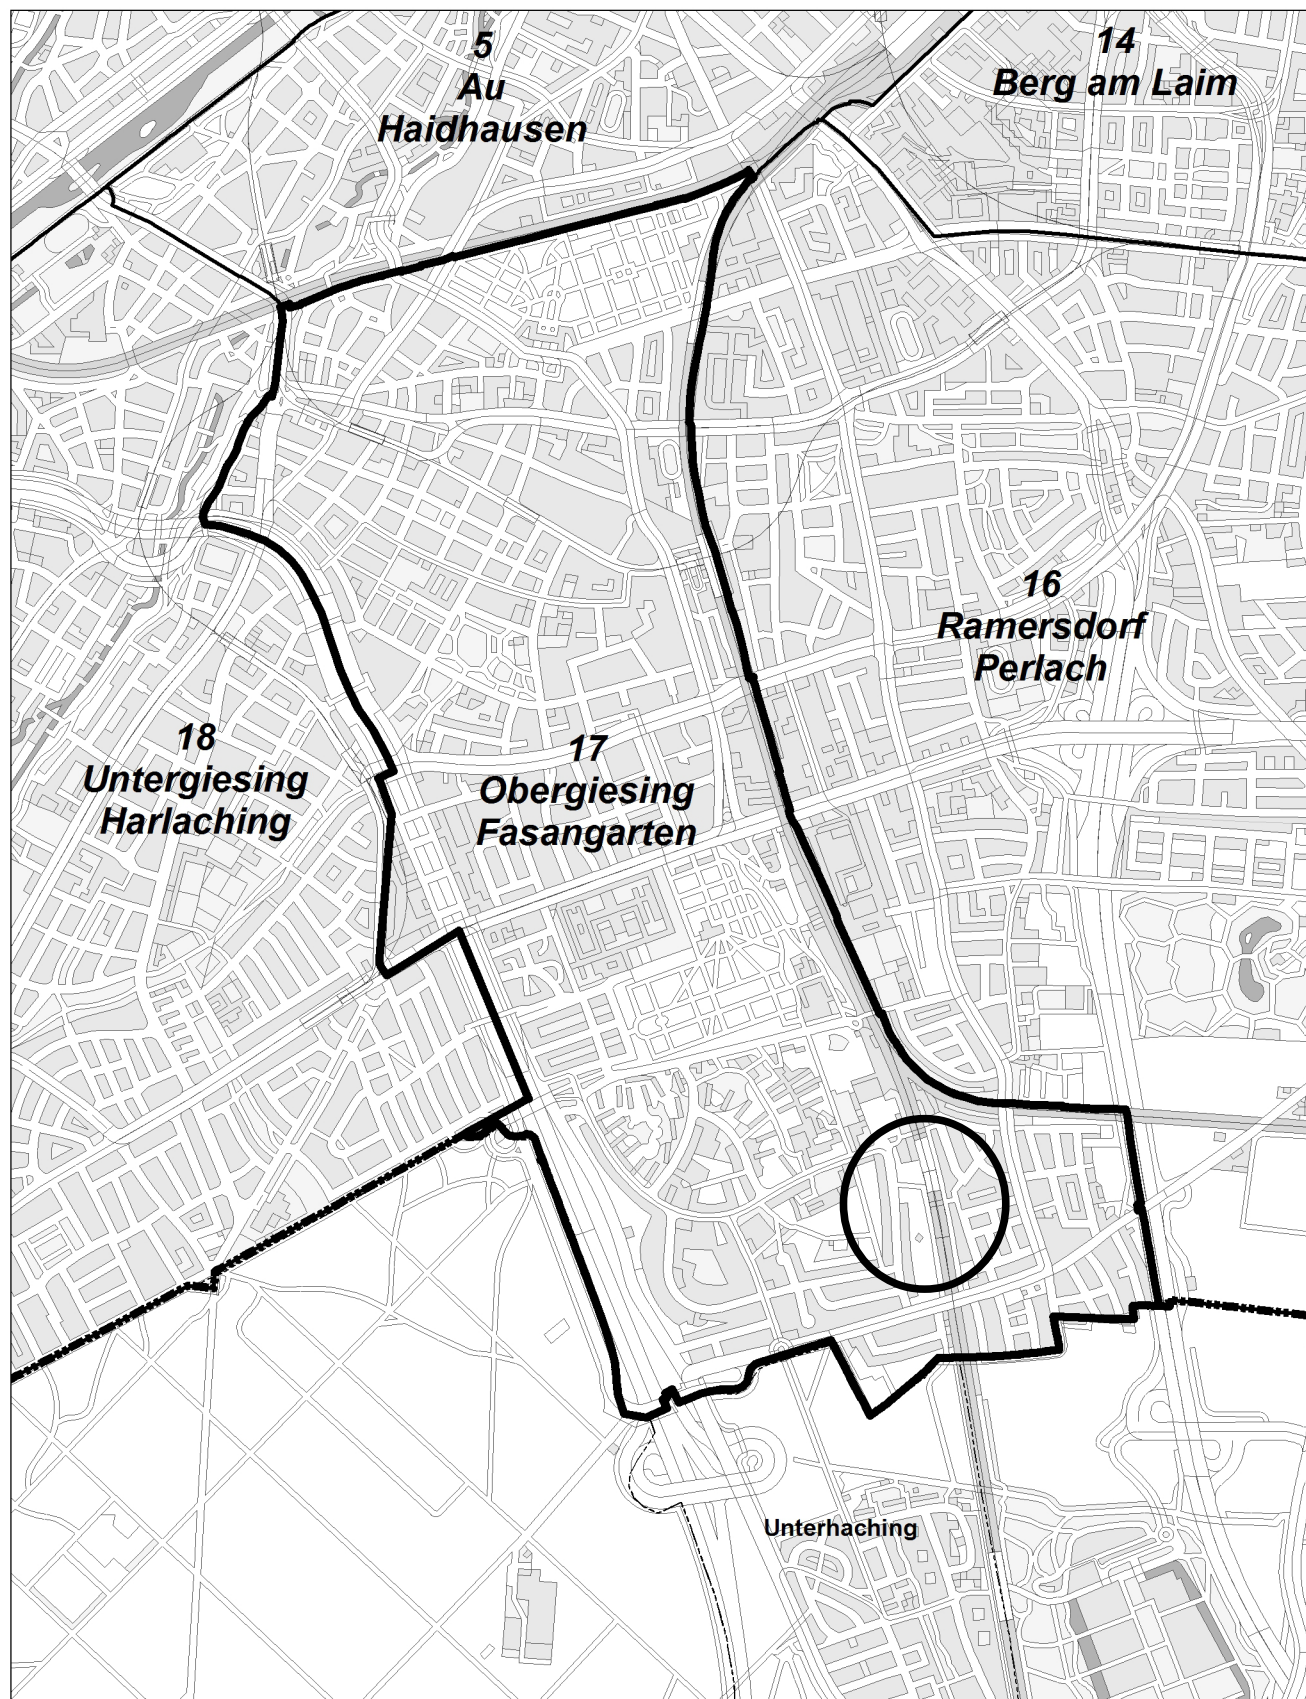 5
Au
Haidhausen
14
Berg am Laim
16
Ramersdorf
Perlach
18
Untergiesing
Harlaching
17
Obergiesing
Fasangarten
Unterhaching